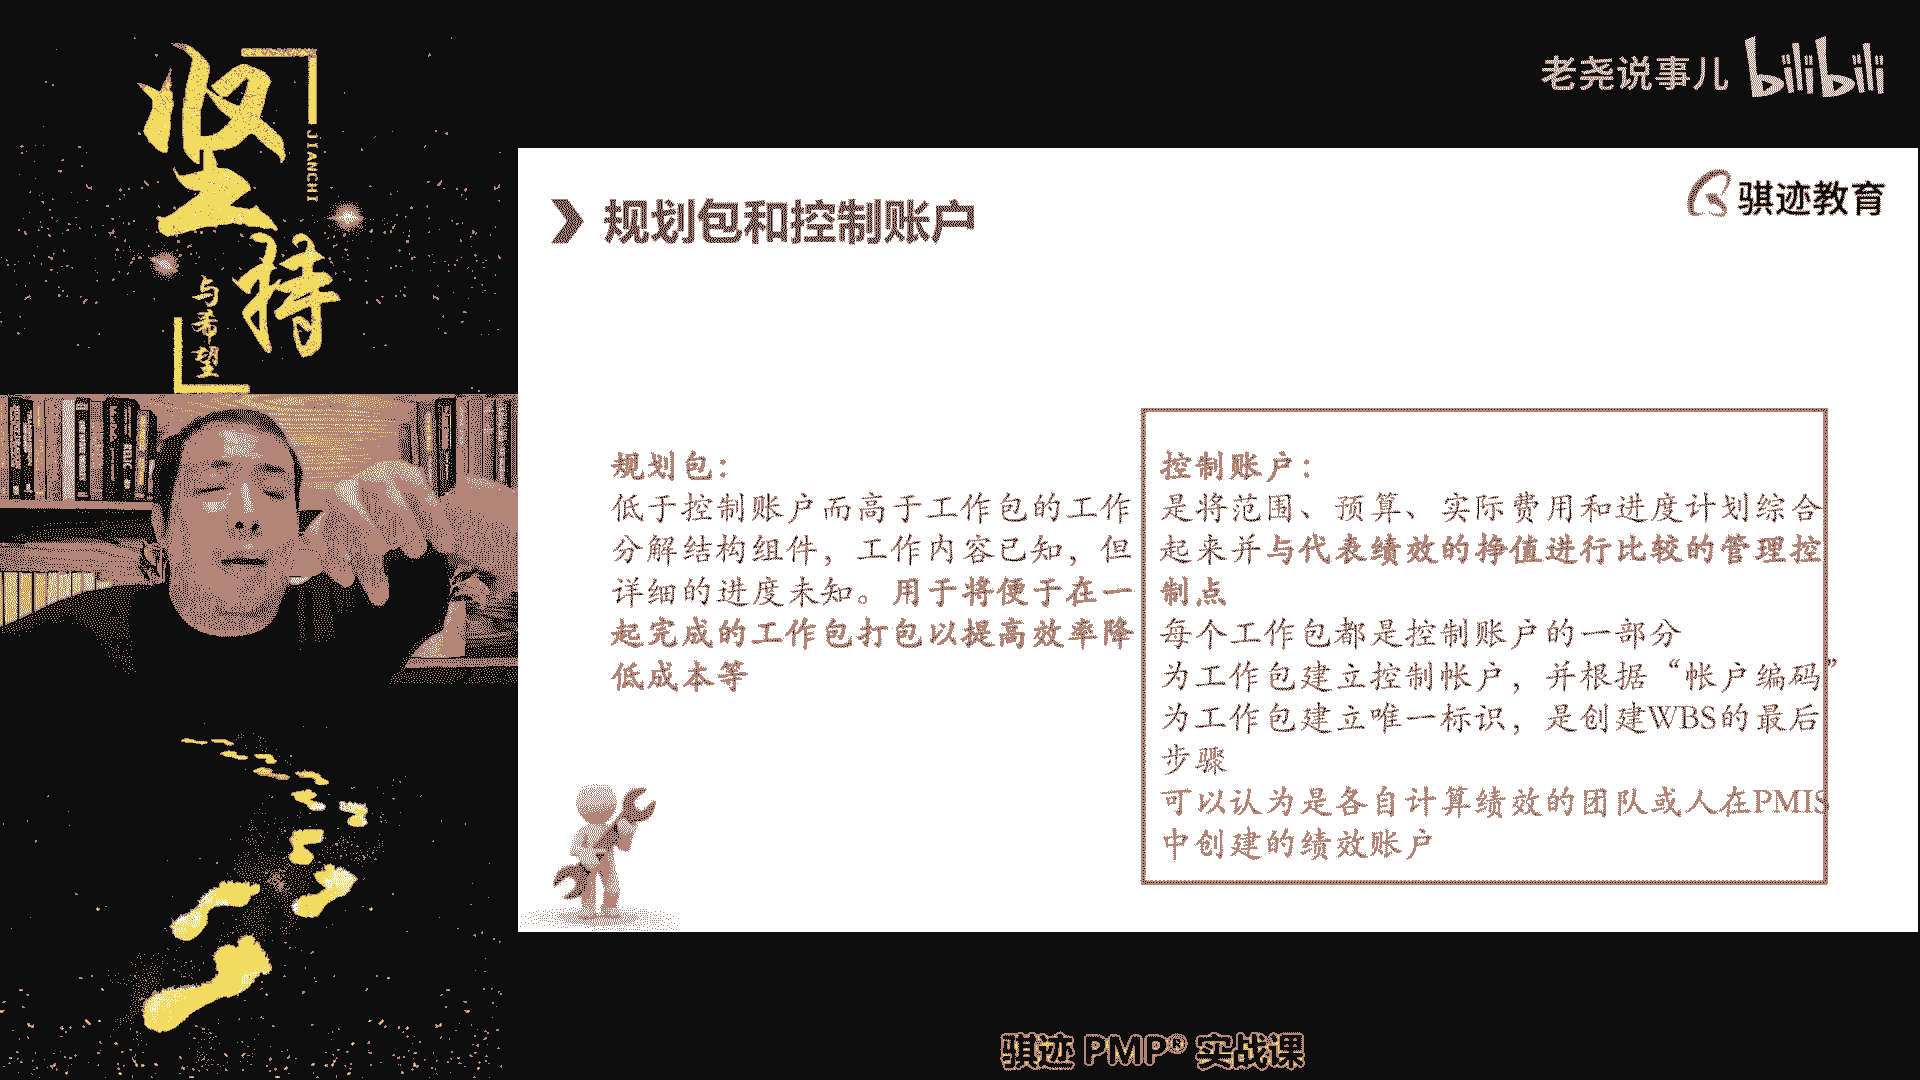 坚持
JIANCHI
与希望
老尧说事儿 bilibili
骐迹教育
规划包和控制账户
规划包：
低于控制账户而高于工作包的工作
分解结构组件，工作内容已知，但
详细的进度未知。用于将便于在一
起完成的工作包打包以提高效率降
低成本等
控制账户：
是将范围、预算、实际费用和进度计划综合
起来并与代表绩效的挣值进行比较的管理控
制点
每个工作包都是控制账户的一部分
为工作包建立控制帐户，并根据“帐户编码”
为工作包建立唯一标识，是创建WBS的最后
步骤
可以认为是各自计算绩效的团队或人在PMIS
中创建的绩效账户
骐迹 PMP® 实战课